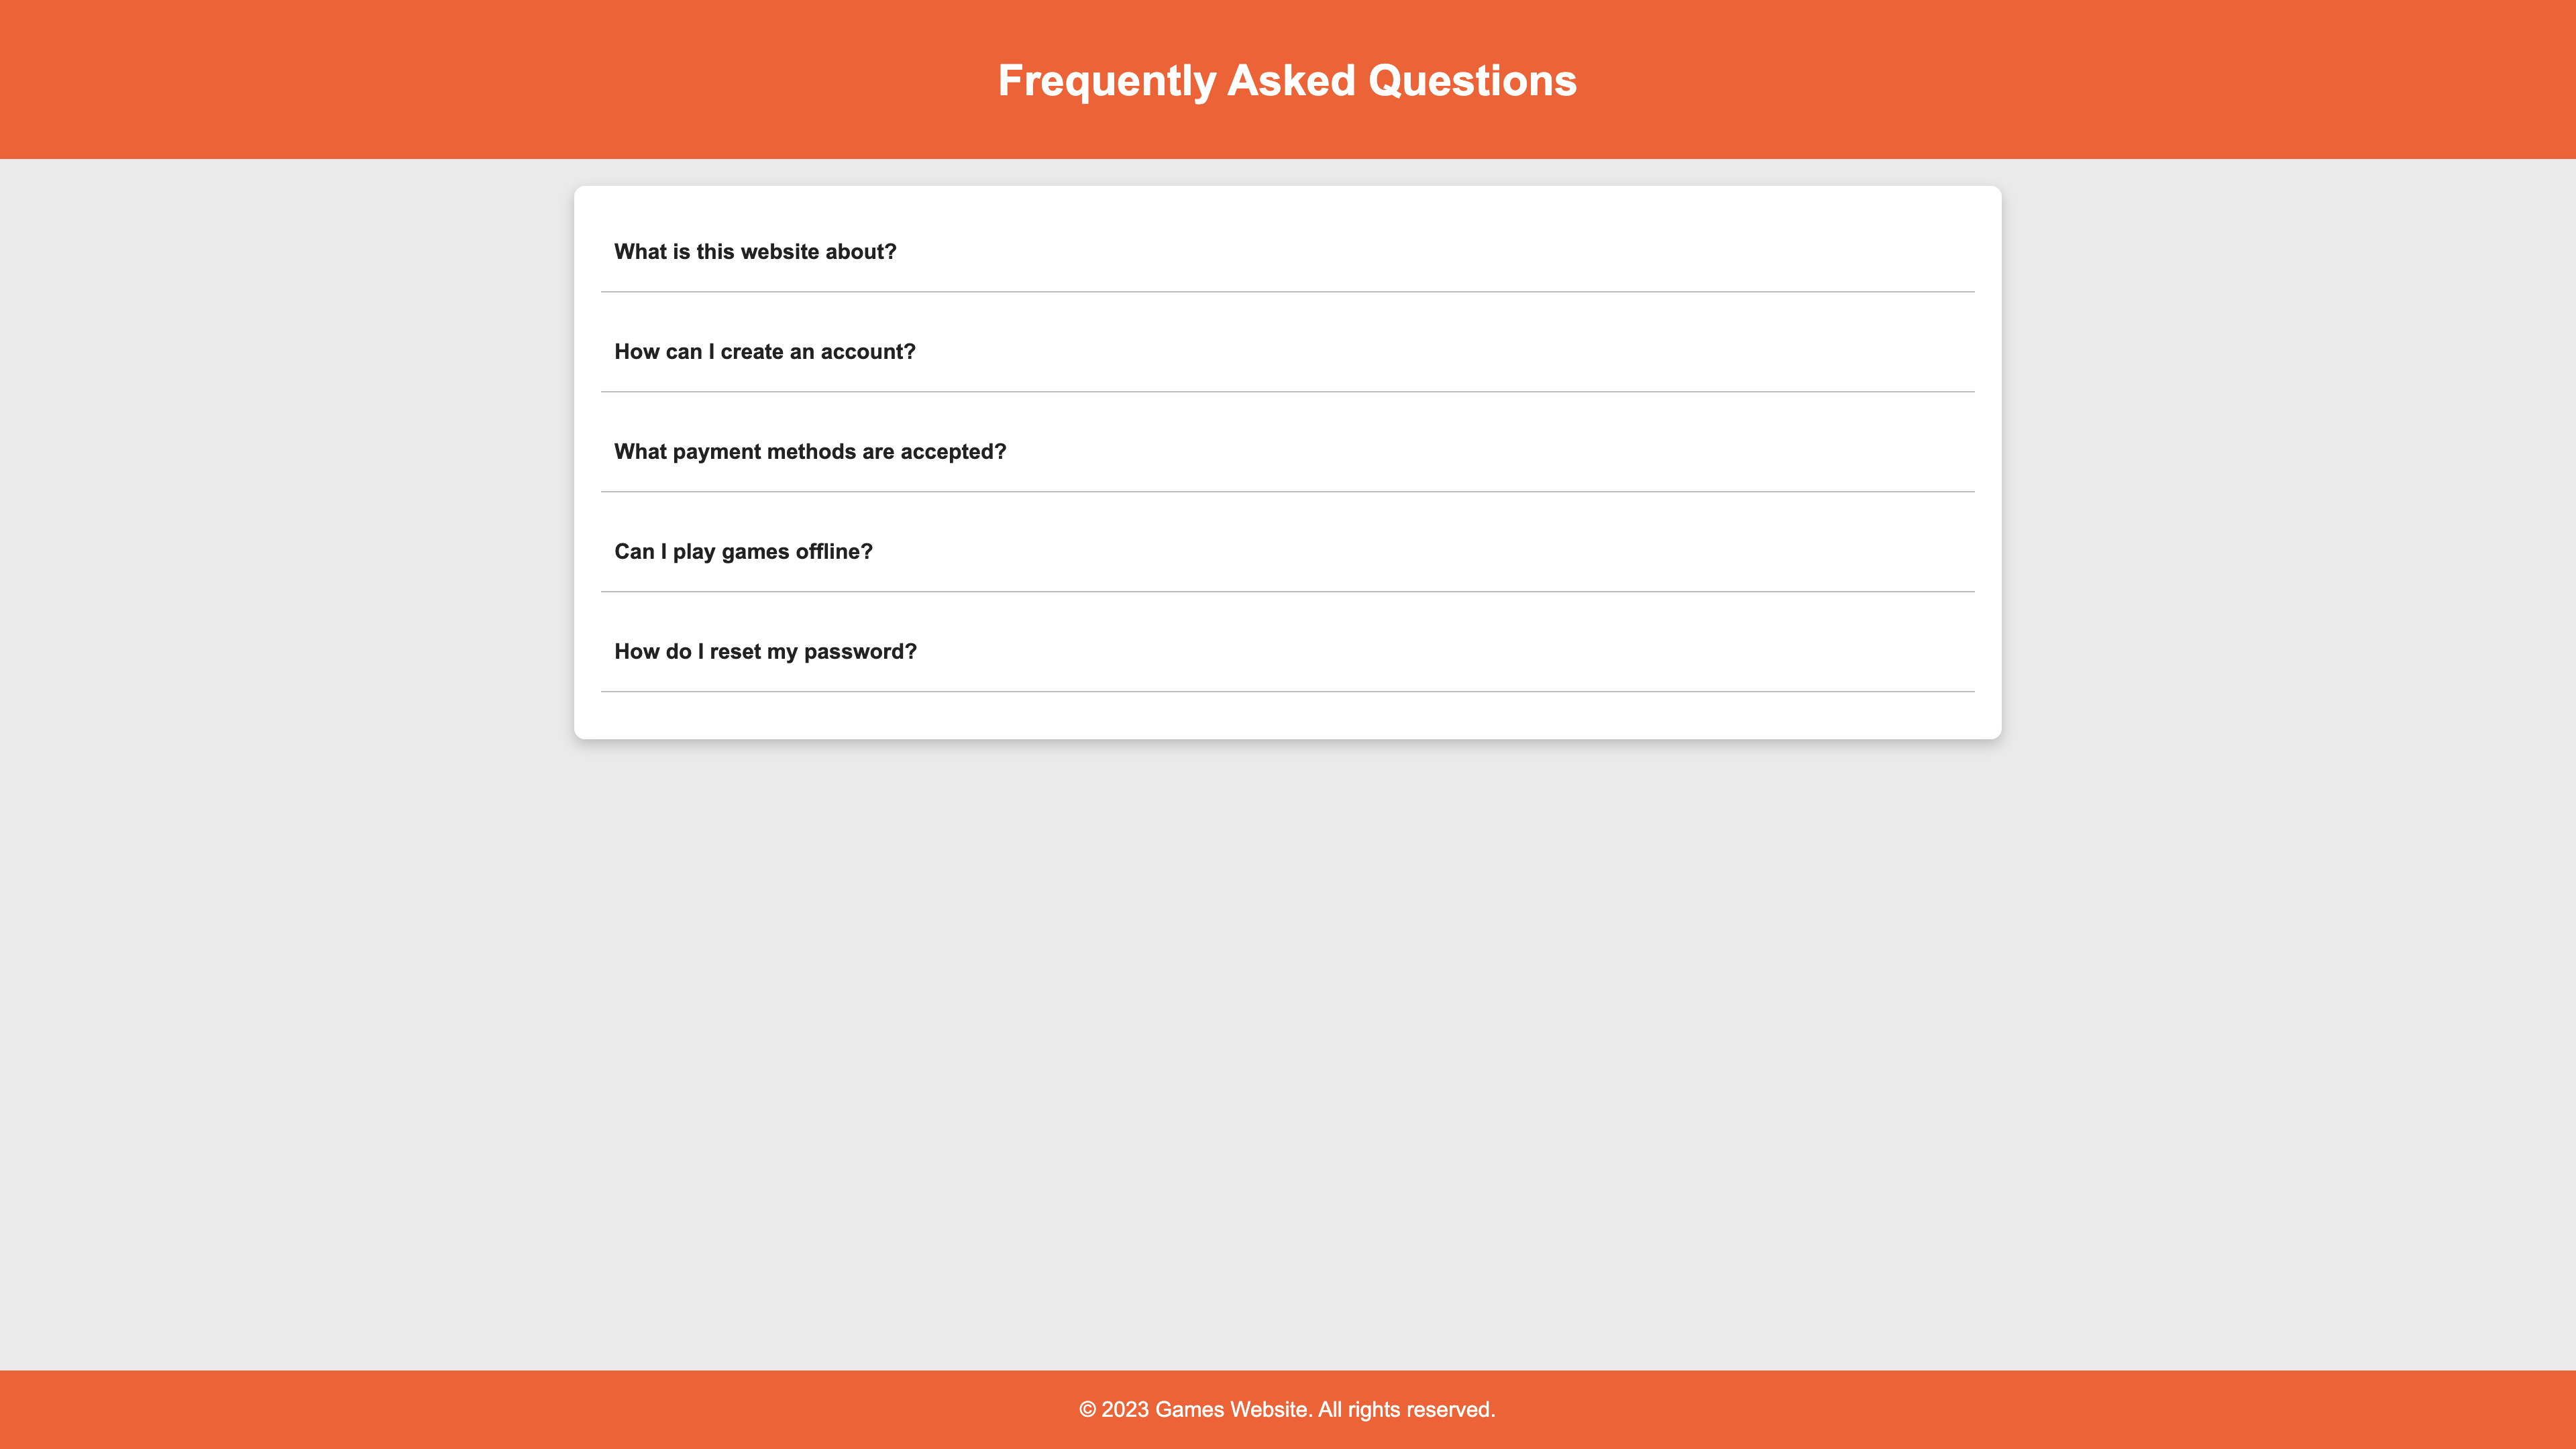 Frequently Asked Questions
What is this website about?
How can I create an account?
What payment methods are accepted?
Can I play games offline?
How do I reset my password?
© 2023 Games Website. All rights reserved.